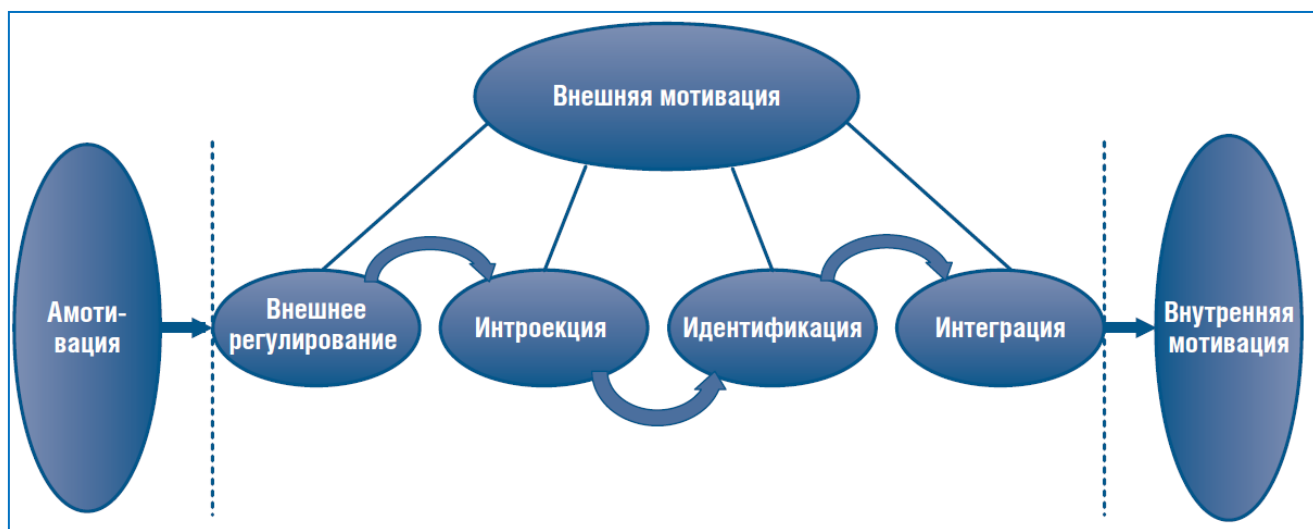 Внешняя мотивация
Амоти-
вация
Внешнее
регулирование
Интроекция
Идентификация
Интеграция
Внутренняя
мотивация